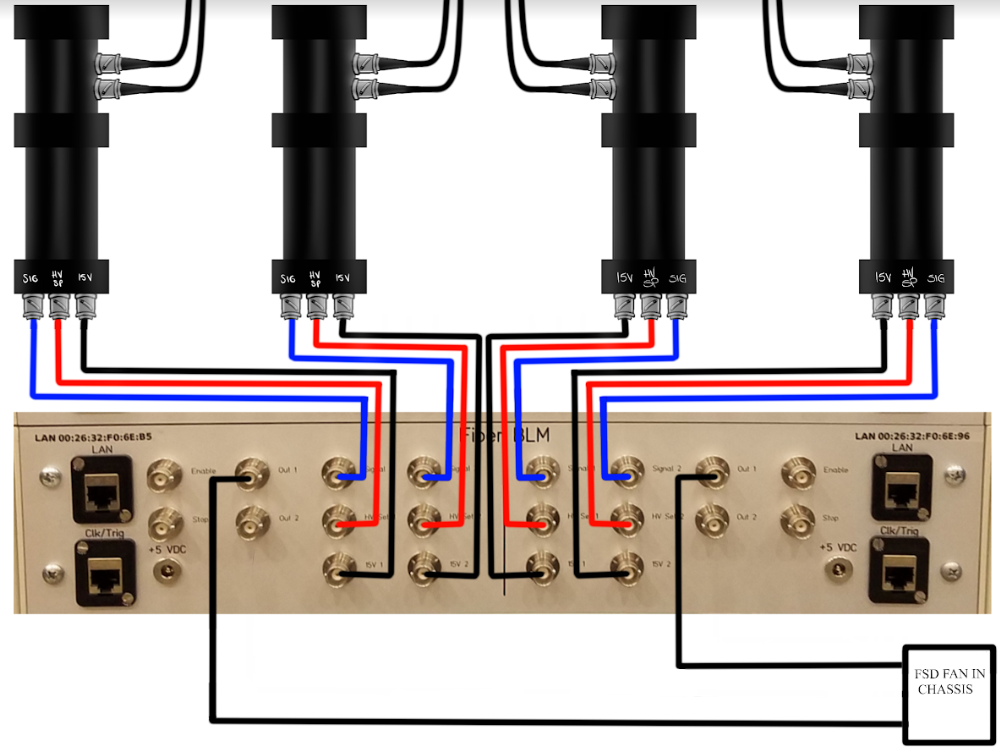 SIG HV SP 15V
SIG HV SP 15V
15V HV SP SIG
15V HV SP SIG
Fiber BLM
LAN 00:26:32:F0:6E:B5
LAN
Enable
Out 1
Signal
Signal
Stop
Out 2
HV Set
HV Set
Clk/Trig
+5 VDC
15V 1
15V 2
LAN 00:26:32:F0:6E:96
LAN
Signal 2
Out 1
Enable
Out 2
Stop
Clk/Trig
+5 VDC
15V 2
FSD FAN IN
CHASSIS